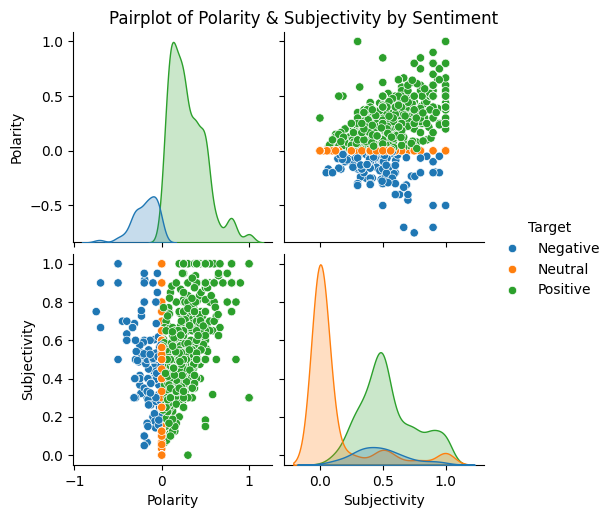 Pairplot of Polarity & Subjectivity by Sentiment
1.0
0.5
0.0
−0.5
Polarity
Target
Negative
Neutral
Positive
1.0
0.8
0.6
0.4
0.2
0.0
Subjectivity
−1 0 1
Polarity
0.0 0.5 1.0
Subjectivity